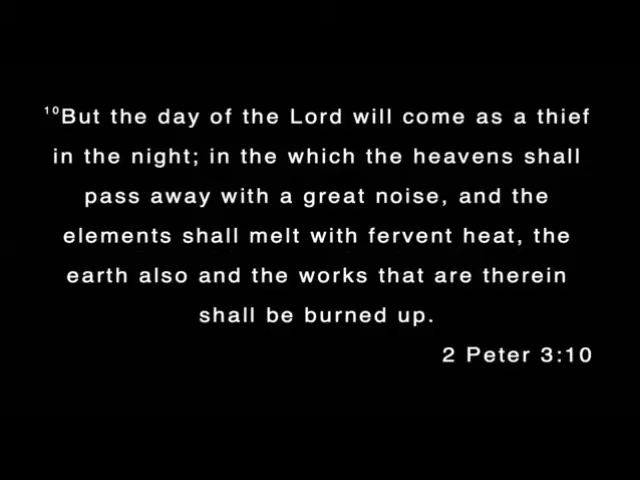 ¹⁰But the day of the Lord will come as a thief
in the night; in the which the heavens shall
pass away with a great noise, and the
elements shall melt with fervent heat, the
earth also and the works that are therein
shall be burned up.
2 Peter 3:10